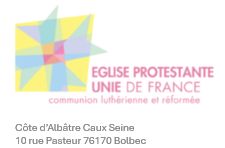 EGLISE PROTESTANTE
UNIE DE FRANCE
communion luthérienne et réformée
Côte d'Albâtre Caux Seine
10 rue Pasteur 76170 Bolbec